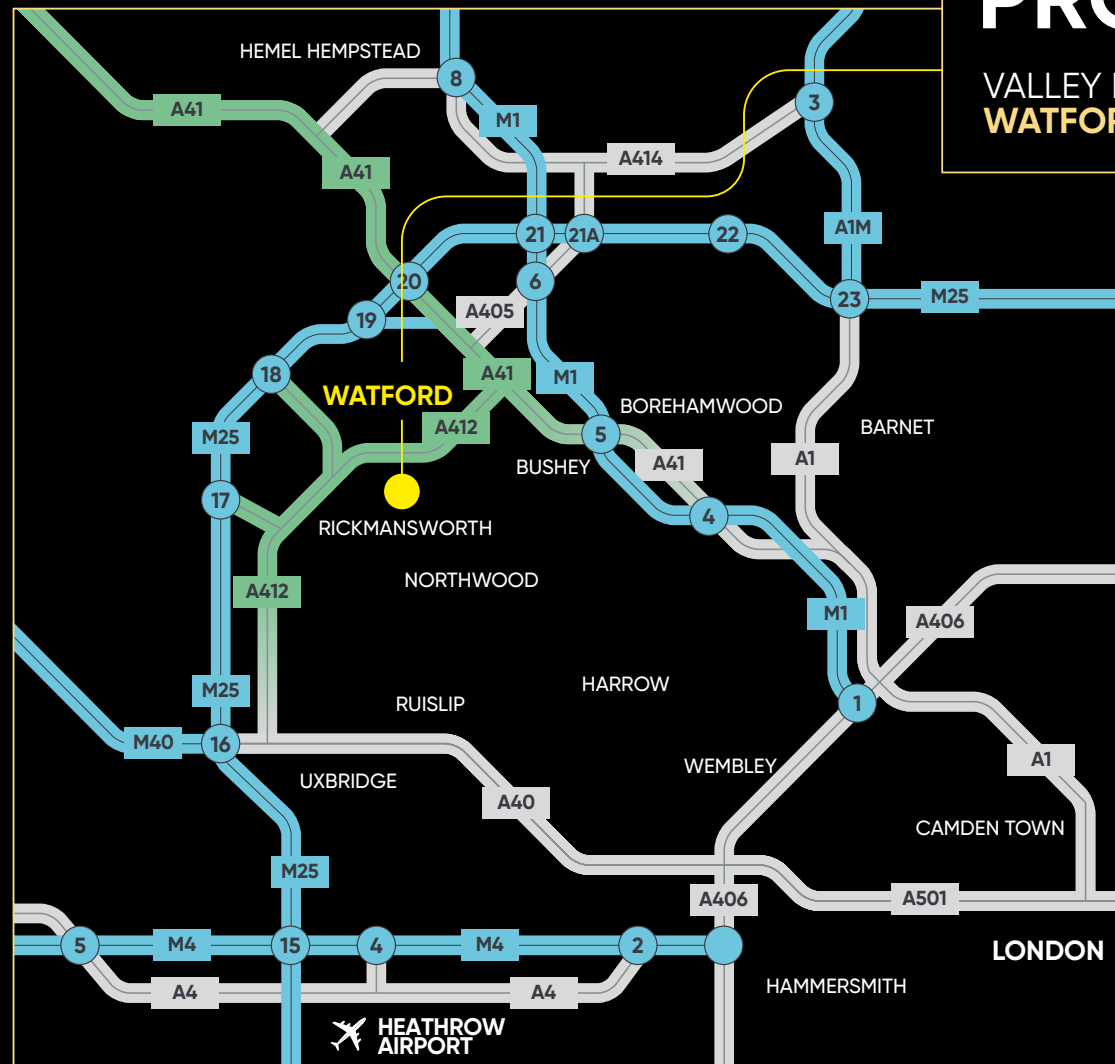 HEMEL HEMPSTEAD
8
3
VALLEY
A41
M1
A414
A41
21
21A
22
A1M
20
6
23
M25
19
A405
18
A41
M1
WATFORD
BOREHAMWOOD
M25
A412
5
BARNET
BUSHEY
A41
A1
17
4
RICKMANSWORTH
NORTHWOOD
A412
M1
A406
M25
HARROW
RUISLIP
1
M40
16
WEMBLEY
A1
UXBRIDGE
A40
CAMDEN TOWN
M25
A406
A501
5
M4
15
4
M4
2
LONDON
A4
A4
HAMMERSMITH
HEATHROW
AIRPORT